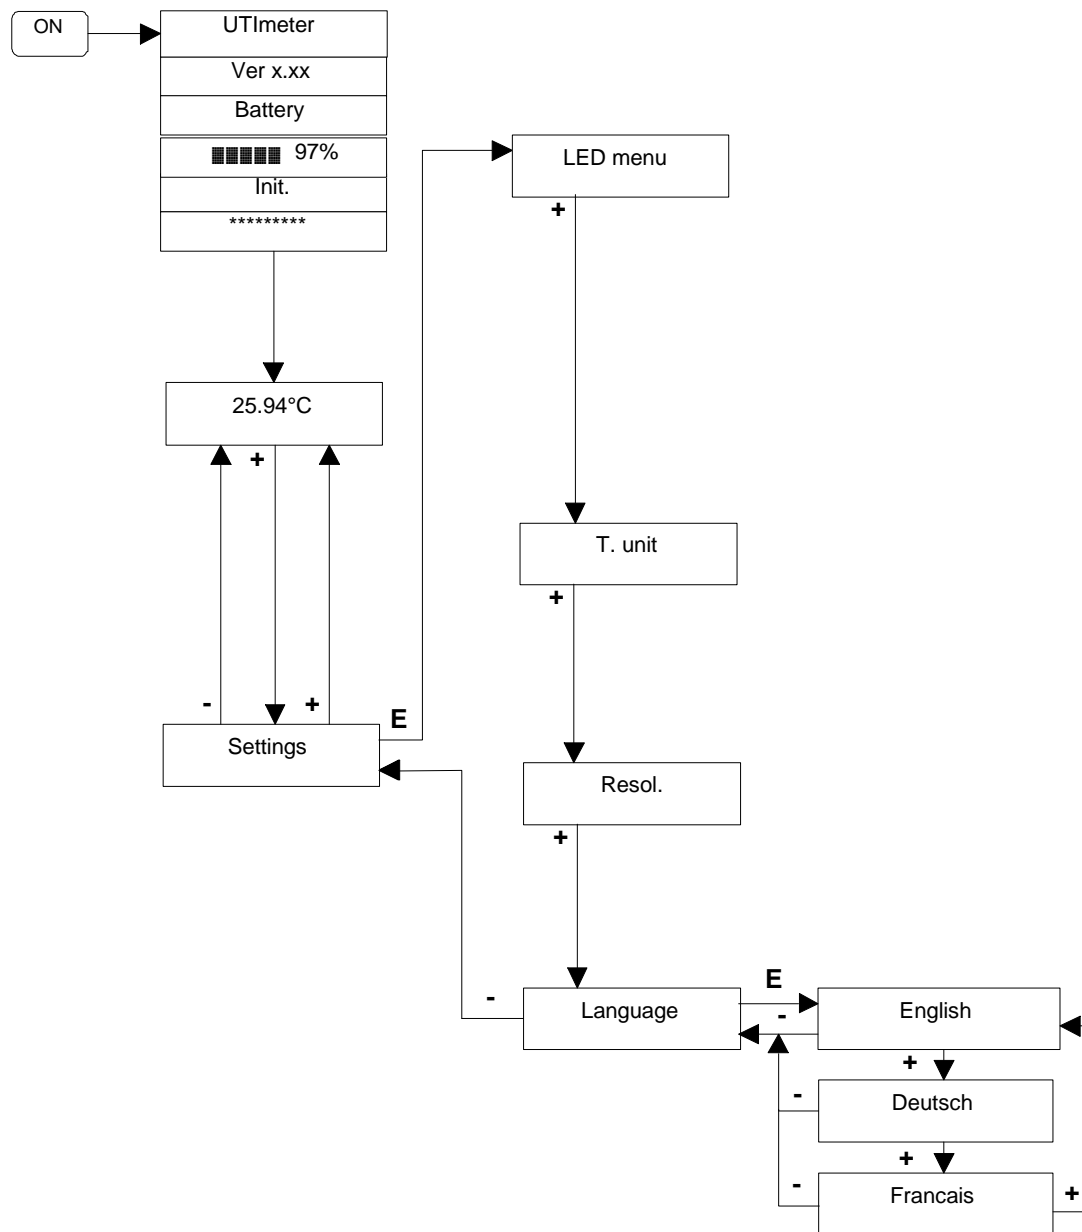 ON
UTImeter
Ver x.xx
Battery
97%
Init.
*********
25.94°C
+
-
+
Settings
E
LED menu
+
T. unit
+
Resol.
+
-
Language
E
-
English
+
-
Deutsch
+
-
Francais
+